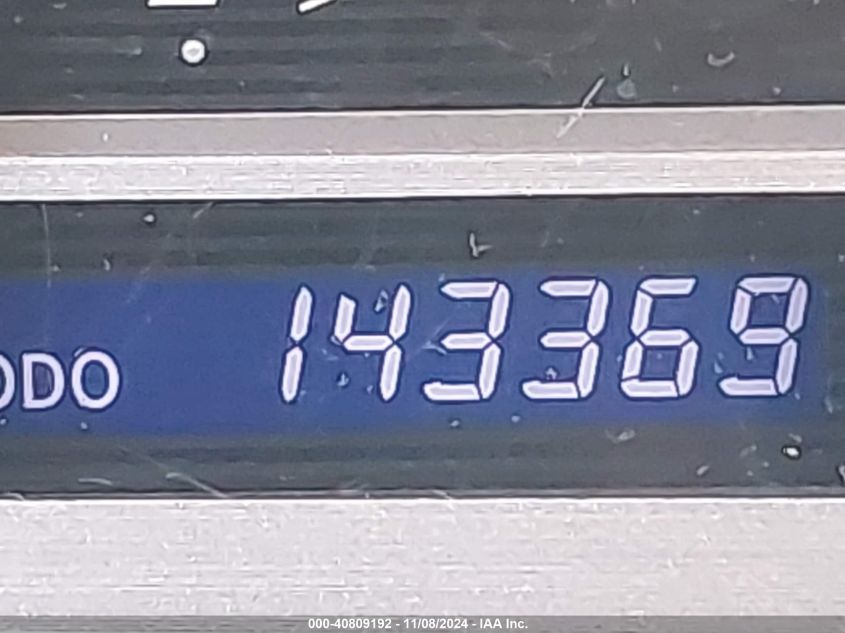 ODO 143369
000-40809192 - 11/08/2024 - IAA Inc.